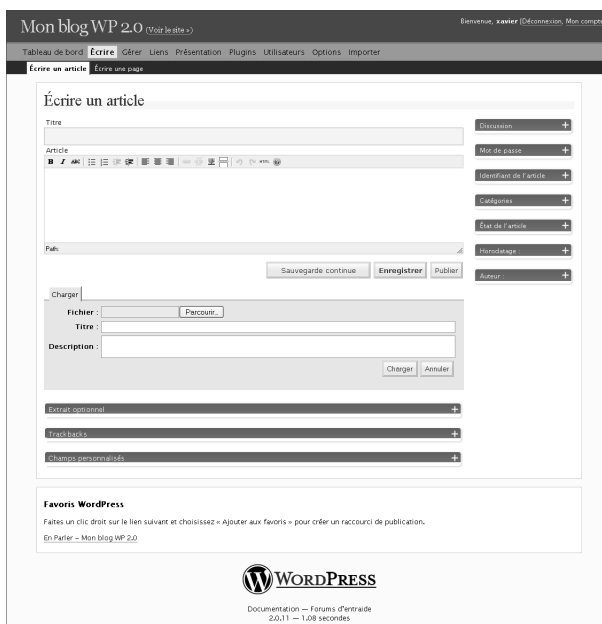 Mon blog WP 2.0 (Voir le site »)
Bienvenue, xavier [Déconnexion, Mon compte
Tableau de bord Écrire Gérer Liens Présentation Plugins Utilisateurs Options Importer
Écrire un article Écrire une page
Écrire un article
Titre
Discussion
Article
Mot de passe
B I ABC HTML
Identifiant de l'article
Catégories
État de l'article
Path:
Horodatage :
Sauvegarde continue Enregistrer Publier
Auteur :
Charger
Fichier : Parcourir...
Titre :
Description :
Charger Annuler
Extrait optionnel
Trackbacks
Champs personnalisés
Favoris WordPress
Faites un clic droit sur le lien suivant et choisissez « Ajouter aux favoris » pour créer un raccourci de publication.
En Parler – Mon blog WP 2.0
WORDPRESS
Documentation — Forums d'entraide
2.0.11 — 1.08 secondes